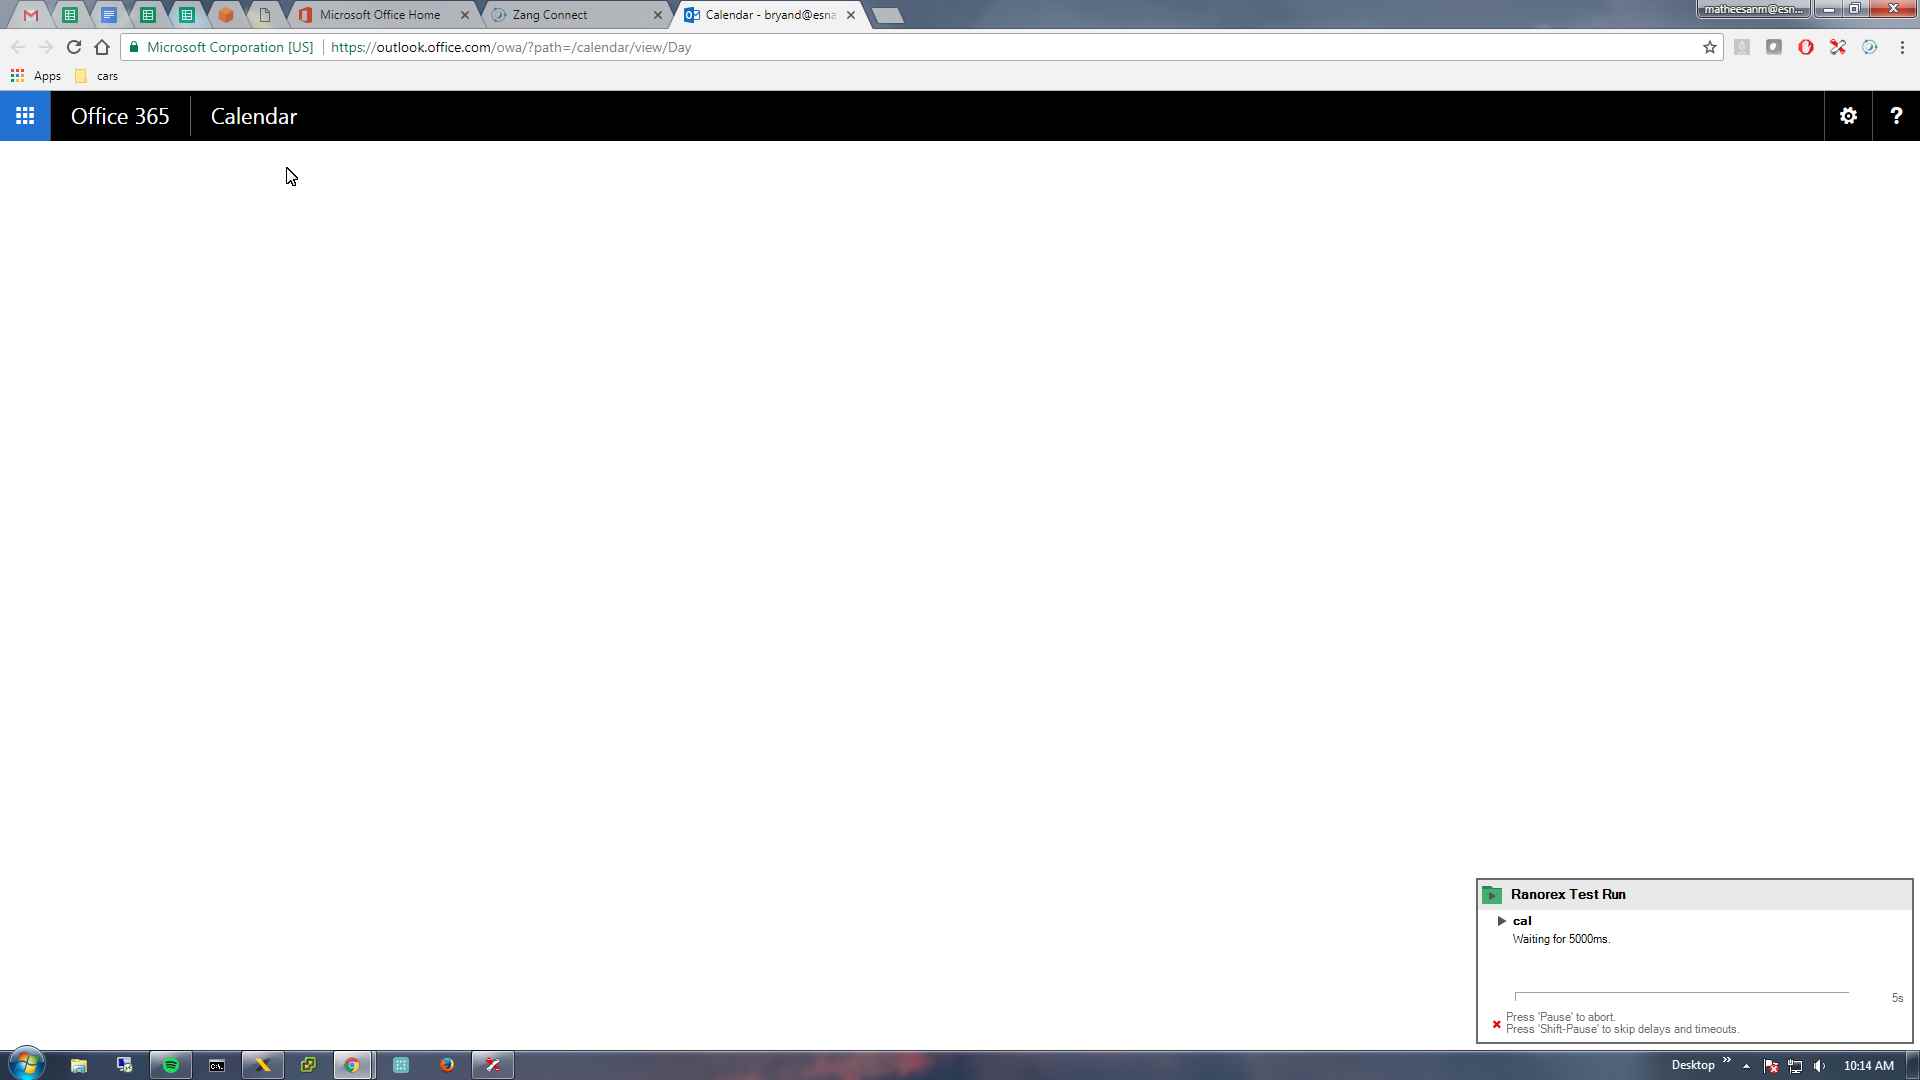 Microsoft Office Home
Zang Connect
Calendar - bryand@esna
matheesanm@esn...
Microsoft Corporation [US]
https://outlook.office.com/owa/?path=/calendar/view/Day
Apps
cars
Office 365
Calendar
?
Ranorex Test Run
cal
Waiting for 5000ms.
5s
Press 'Pause' to abort.
Press 'Shift-Pause' to skip delays and timeouts.
Desktop
10:14 AM